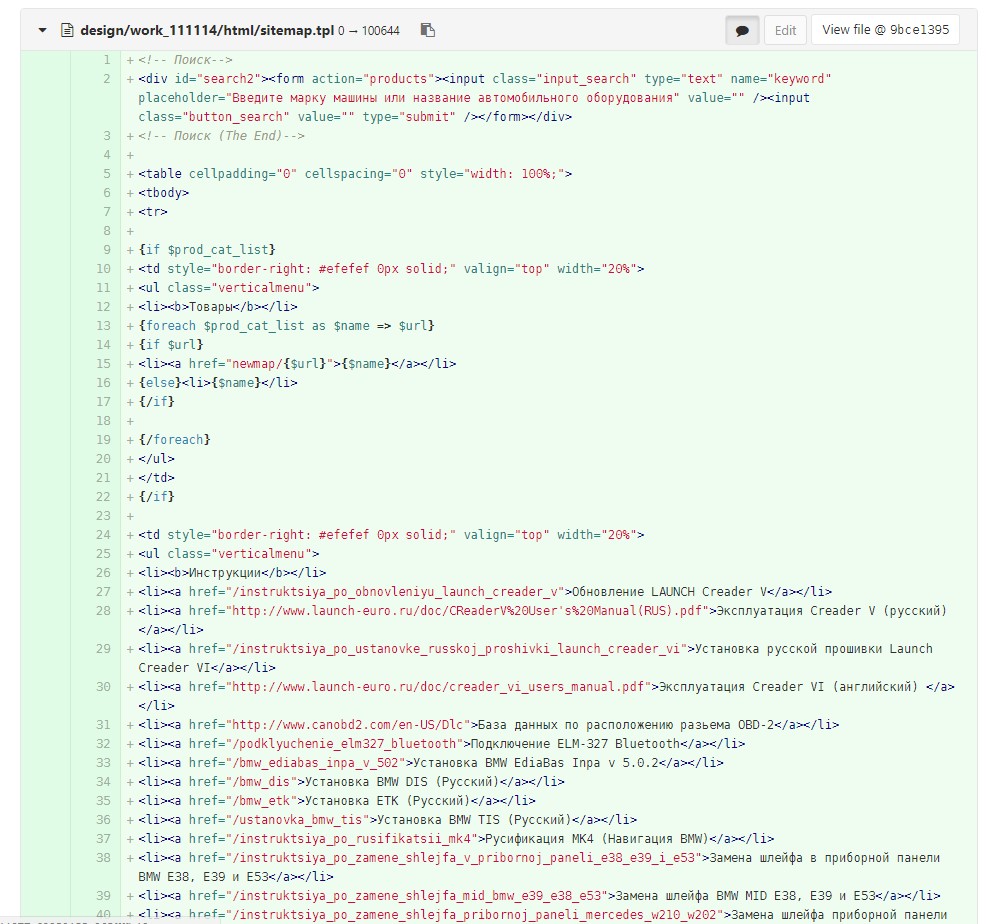 design/work_111114/html/sitemap.tpl 0 → 100644 Edit View file @ 9bce1395
1 + <!-- Поиск-->
2 + <div id="search2"><form action="products"><input class="input_search" type="text" name="keyword"
placeholder="Введите марку машины или название автомобильного оборудования" value="" /><input
class="button_search" value="" type="submit" /></form></div>
3 + <!-- Поиск (The End)-->
4 +
5 + <table cellpadding="0" cellspacing="0" style="width: 100%;">
6 + <tbody>
7 + <tr>
8 +
9 + {if $prod_cat_list}
10 + <td style="border-right: #efefef 0px solid;" valign="top" width="20%">
11 + <ul class="verticalmenu">
12 + <li><b>Товары</b></li>
13 + {foreach $prod_cat_list as $name => $url}
14 + {if $url}
15 + <li><a href="newmap/{$url}">{$name}</a></li>
16 + {else}<li>{$name}</li>
17 + {/if}
18 +
19 + {/foreach}
20 + </ul>
21 + </td>
22 + {/if}
23 +
24 + <td style="border-right: #efefef 0px solid;" valign="top" width="20%">
25 + <ul class="verticalmenu">
26 + <li><b>Инструкции</b></li>
27 + <li><a href="/instruktsiya_po_obnovleniyu_launch_creader_v">Обновление LAUNCH Creader V</a></li>
28 + <li><a href="http://www.launch-euro.ru/doc/CReaderV%20User's%20Manual(RUS).pdf">Эксплуатация Creader V (русский)
</a></li>
29 + <li><a href="/instruktsiya_po_ustanovke_russkoj_proshivki_launch_creader_vi">Установка русской прошивки Launch
Creader VI</a></li>
30 + <li><a href="http://www.launch-euro.ru/doc/creader_vi_users_manual.pdf">Эксплуатация Creader VI (английский) </a>
</li>
31 + <li><a href="http://www.canobd2.com/en-US/Dlc">База данных по расположению разьема OBD-2</a></li>
32 + <li><a href="/podklyuchenie_elm327_bluetooth">Подключение ELM-327 Bluetooth</a></li>
33 + <li><a href="/bmw_ediabas_inpa_v_502">Установка BMW EdiaBas Inpa v 5.0.2</a></li>
34 + <li><a href="/bmw_dis">Установка BMW DIS (Русский)</a></li>
35 + <li><a href="/bmw_etk">Установка ETK (Русский)</a></li>
36 + <li><a href="/ustanovka_bmw_tis">Установка BMW TIS (Русский)</a></li>
37 + <li><a href="/instruktsiya_po_rusifikatsii_mk4">Русификация МК4 (Навигация BMW)</a></li>
38 + <li><a href="/instruktsiya_po_zamene_shlejfa_v_pribornoj_paneli_e38_e39_i_e53">Замена шлейфа в приборной панели
BMW E38, E39 и E53</a></li>
39 + <li><a href="/instruktsiya_po_zamene_shlejfa_mid_bmw_e39_e38_e53">Замена шлейфа BMW MID E38, E39 и E53</a></li>
40 + <li><a href="/instruktsiya_po_zamene_shlejfa_pribornoj_paneli_mercedes_w210_w202">Замена шлейфа приборной панели